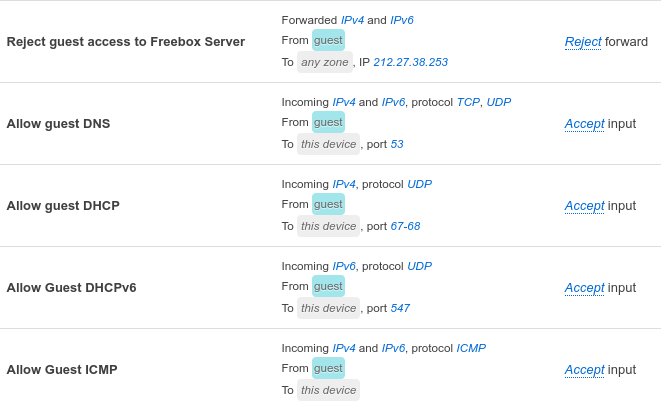 Forwarded IPv4 and IPv6
Reject guest access to Freebox Server
From guest
Reject forward
To any zone, IP 212.27.38.253
Incoming IPv4 and IPv6, protocol TCP, UDP
Allow guest DNS
From guest
Accept input
To this device, port 53
Incoming IPv4, protocol UDP
Allow guest DHCP
From guest
Accept input
To this device, port 67-68
Incoming IPv6, protocol UDP
Allow Guest DHCPv6
From guest
Accept input
To this device, port 547
Incoming IPv4 and IPv6, protocol ICMP
Allow Guest ICMP
From guest
Accept input
To this device